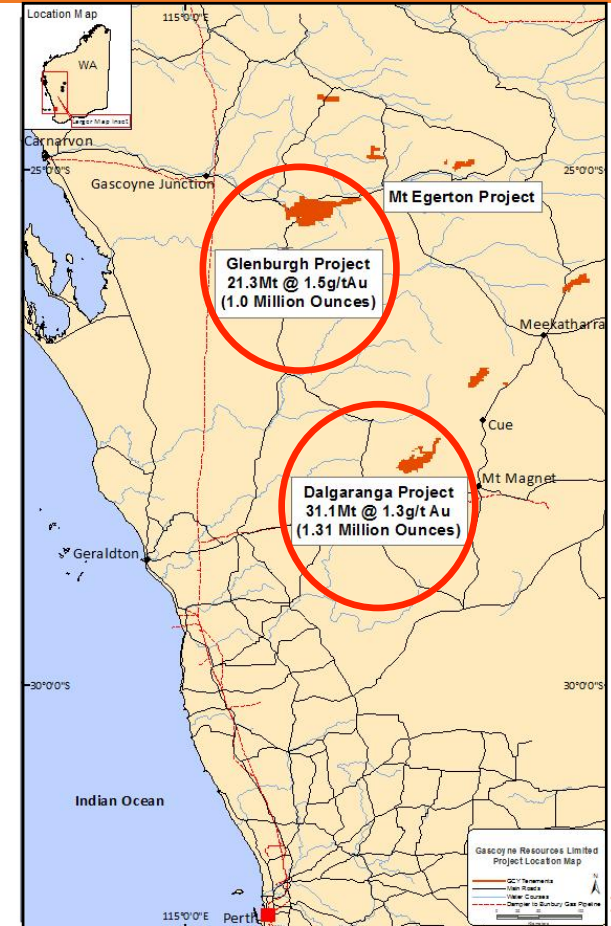 Location Map
WA
Larger Map Inset
115°0'0"E
Carnarvon
25°0'0"S
25°0'0"S
Gascoyne Junction
Mt Egerton Project
Glenburgh Project
21.3Mt @ 1.5g/tAu
(1.0 Million Ounces)
Meekatharra
Cue
Mt Magnet
Dalgaranga Project
31.1Mt @ 1.3g/t Au
(1.31 Million Ounces)
Geraldton
30°0'0"S
30°0'0"S
Indian Ocean
Gascoyne Resources Limited
Project Location Map
N
GCY Tenements
Main Roads
Water Courses
Dampier to Bunbury Gas Pipeline
115°0'0"E
Perth